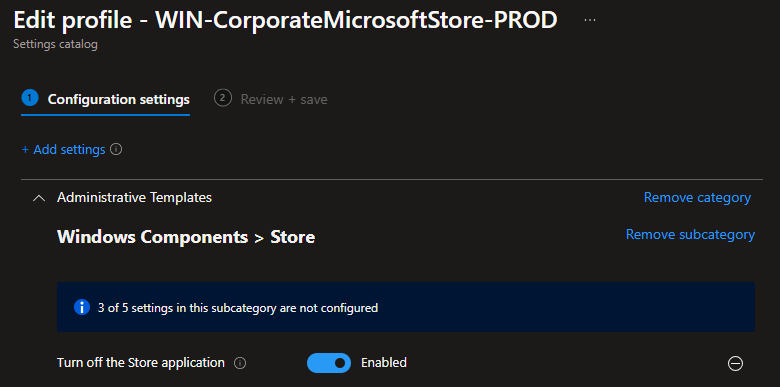 Edit profile - WIN-CorporateMicrosoftStore-PROD ...
Settings catalog
1 Configuration settings 2 Review + save
+ Add settings
Administrative Templates Remove category
Windows Components > Store Remove subcategory
3 of 5 settings in this subcategory are not configured
Turn off the Store application Enabled